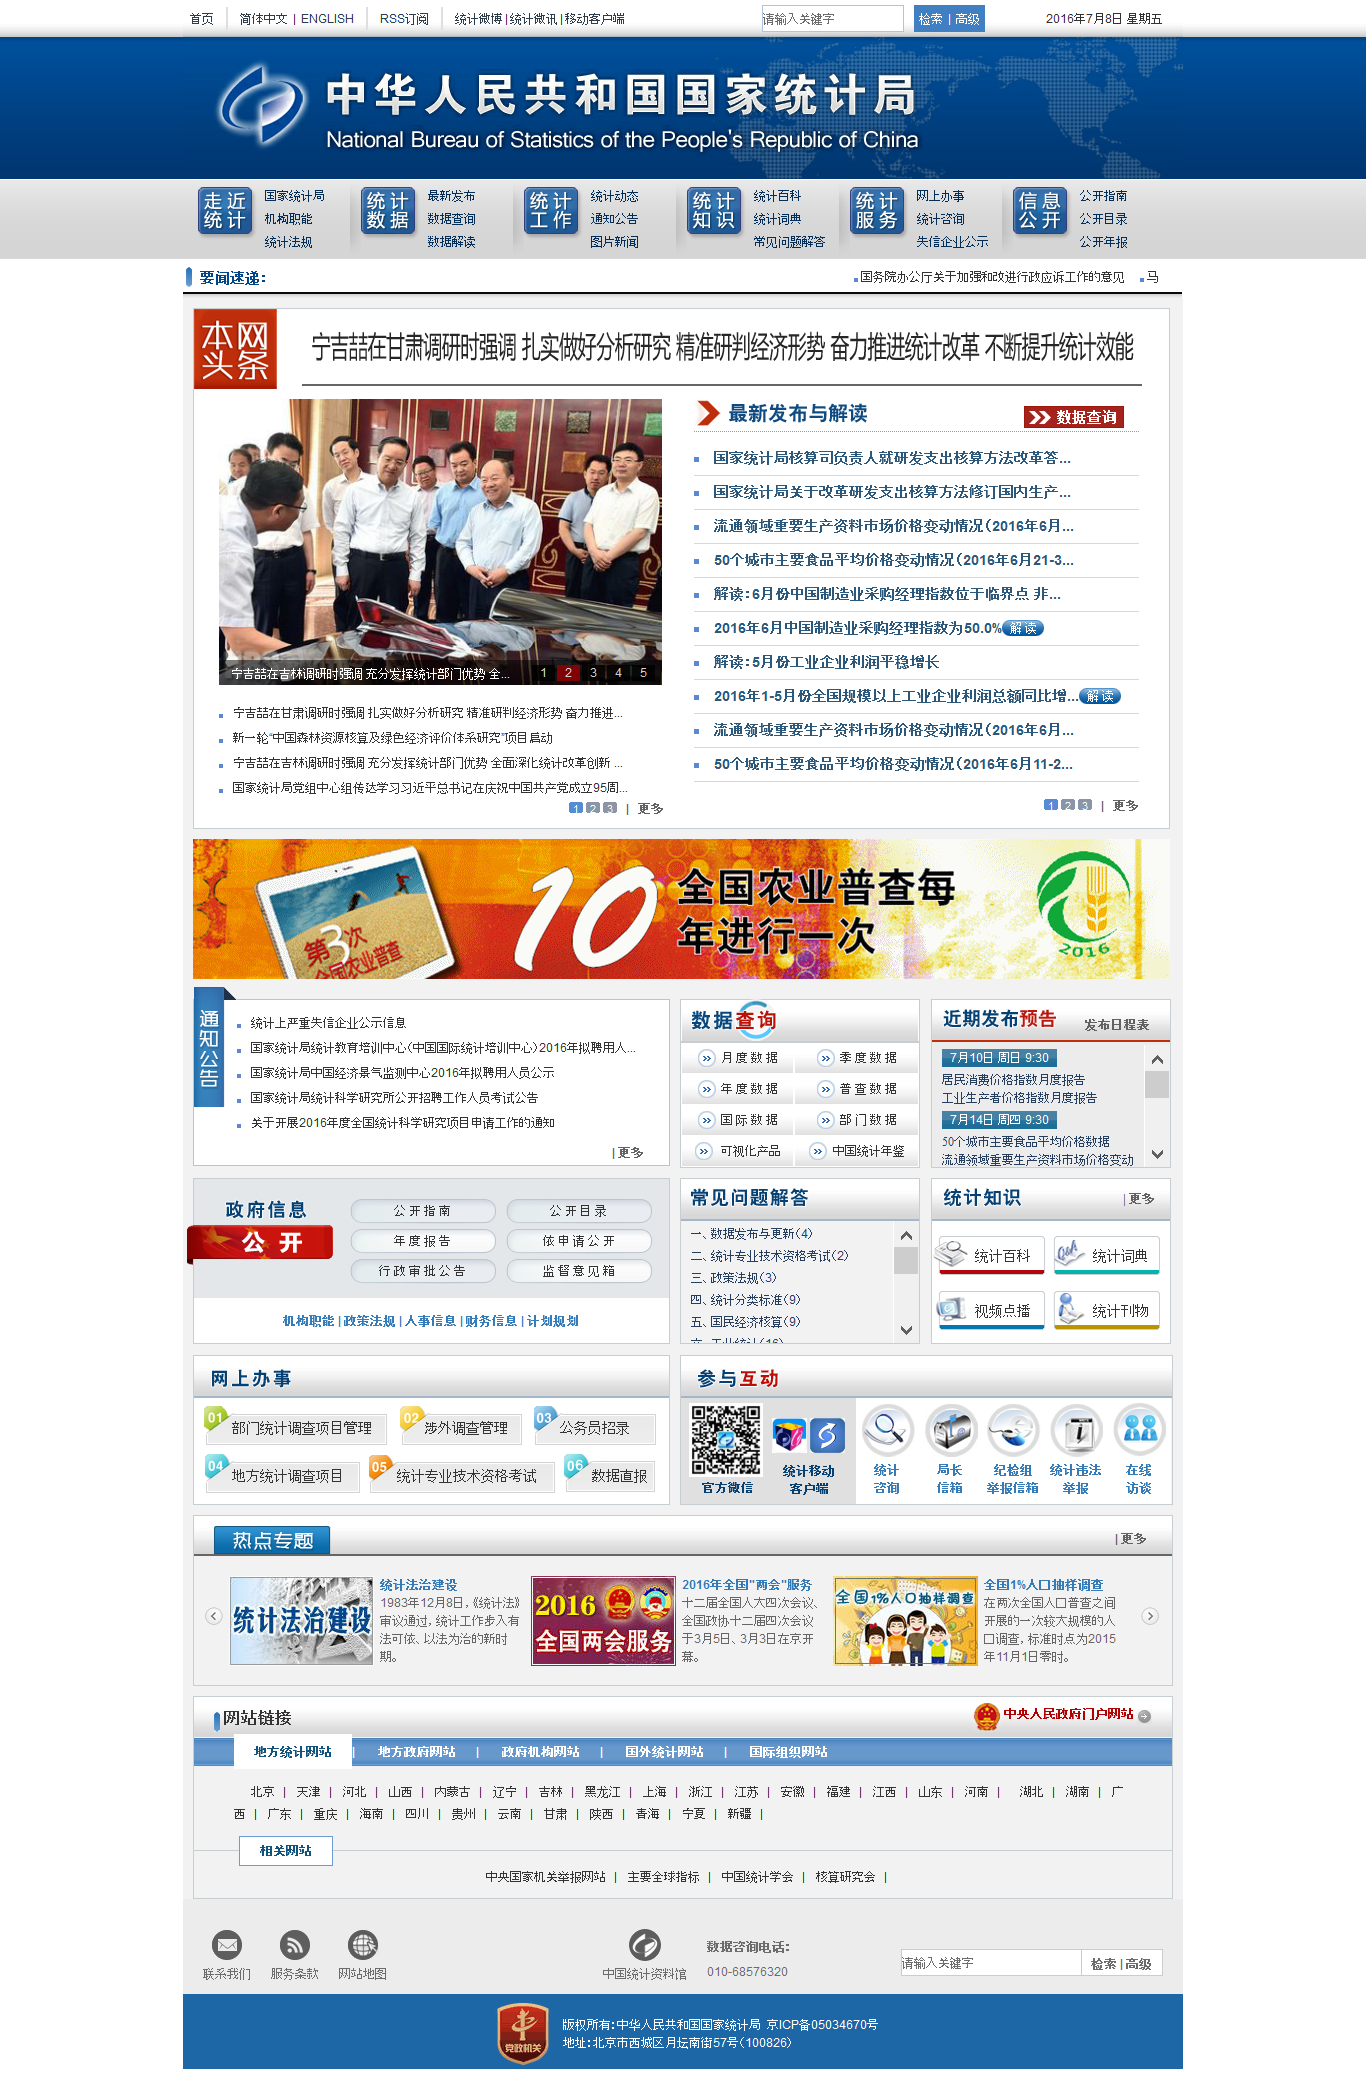 首页 简体中文 | ENGLISH RSS订阅 统计微博 | 统计微讯 | 移动客户端 请输入关键字 检索 | 高级 2016年7月8日 星期五
中华人民共和国国家统计局
National Bureau of Statistics of the People's Republic of China
走近统计 国家统计局 机构职能 统计法规
统计数据 最新发布 数据查询 数据解读
统计工作 统计动态 通知公告 图片新闻
统计知识 统计百科 统计词典 常见问题解答
统计服务 网上办事 统计咨询 失信企业公示
信息公开 公开指南 公开目录 公开年报
要闻速递： 国务院办公厅关于加强和改进行政应诉工作的意见 马
本网头条
宁吉喆在甘肃调研时强调 扎实做好分析研究 精准研判经济形势 奋力推进统计改革 不断提升统计效能
宁吉喆在吉林调研时强调 充分发挥统计部门优势 全... 1 2 3 4 5
宁吉喆在甘肃调研时强调 扎实做好分析研究 精准研判经济形势 奋力推进...
新一轮“中国森林资源核算及绿色经济评价体系研究”项目启动
宁吉喆在吉林调研时强调 充分发挥统计部门优势 全面深化统计改革创新 ...
国家统计局党组中心组传达学习习近平总书记在庆祝中国共产党成立95周...
1 2 3 | 更多
最新发布与解读 数据查询
国家统计局核算司负责人就研发支出核算方法改革答...
国家统计局关于改革研发支出核算方法修订国内生产...
流通领域重要生产资料市场价格变动情况（2016年6月...
50个城市主要食品平均价格变动情况（2016年6月21-3...
解读：6月份中国制造业采购经理指数位于临界点 非...
2016年6月中国制造业采购经理指数为50.0% 解读
解读：5月份工业企业利润平稳增长
2016年1-5月份全国规模以上工业企业利润总额同比增... 解读
流通领域重要生产资料市场价格变动情况（2016年6月...
50个城市主要食品平均价格变动情况（2016年6月11-2...
1 2 3 | 更多
第3次
全国农业普查
10
全国农业普查每
年进行一次
2016
通知公告
统计上严重失信企业公示信息
国家统计局统计教育培训中心（中国国际统计培训中心）2016年拟聘用人...
国家统计局中国经济景气监测中心2016年拟聘用人员公示
国家统计局统计科学研究所公开招聘工作人员考试公告
关于开展2016年度全国统计科学研究项目申请工作的通知
| 更多
数据查询
月度数据 季度数据
年度数据 普查数据
国际数据 部门数据
可视化产品 中国统计年鉴
近期发布预告 发布日程表
7月10日 周日 9:30
居民消费价格指数月度报告
工业生产者价格指数月度报告
7月14日 周四 9:30
50个城市主要食品平均价格数据
流通领域重要生产资料市场价格变动
政府信息
公开
公开指南 公开目录
年度报告 依申请公开
行政审批公告 监督意见箱
机构职能 | 政策法规 | 人事信息 | 财务信息 | 计划规划
常见问题解答
一、数据发布与更新（4）
二、统计专业技术资格考试（2）
三、政策法规（3）
四、统计分类标准（9）
五、国民经济核算（9）
六、工业统计（16）
统计知识 | 更多
统计百科 统计词典
视频点播 统计刊物
网上办事
01 部门统计调查项目管理 02 涉外调查管理 03 公务员招录
04 地方统计调查项目 05 统计专业技术资格考试 06 数据直报
参与互动
官方微信
统计移动客户端
统计咨询
局长信箱
纪检组举报信箱
统计违法举报
在线访谈
热点专题 | 更多
统计法治建设
统计法治建设
1983年12月8日，《统计法》
审议通过，统计工作步入有
法可依、以法为治的新时
期。
2016
全国两会服务
2016年全国"两会"服务
十二届全国人大四次会议、
全国政协十二届四次会议
于3月5日、3月3日在京开
幕。
全国1%人口抽样调查
全国1%人口抽样调查
在两次全国人口普查之间
开展的一次较大规模的人
口调查，标准时点为2015
年11月1日零时。
网站链接 中央人民政府门户网站
地方统计网站 | 地方政府网站 | 政府机构网站 | 国外统计网站 | 国际组织网站
北京 | 天津 | 河北 | 山西 | 内蒙古 | 辽宁 | 吉林 | 黑龙江 | 上海 | 浙江 | 江苏 | 安徽 | 福建 | 江西 | 山东 | 河南 | 湖北 | 湖南 | 广
西 | 广东 | 重庆 | 海南 | 四川 | 贵州 | 云南 | 甘肃 | 陕西 | 青海 | 宁夏 | 新疆 |
相关网站
中央国家机关举报网站 | 主要全球指标 | 中国统计学会 | 核算研究会 |
联系我们 服务条款 网站地图 中国统计资料馆
数据咨询电话：
010-68576320
请输入关键字 检索 | 高级
党政机关
版权所有：中华人民共和国国家统计局 京ICP备05034670号
地址：北京市西城区月坛南街57号（100826）